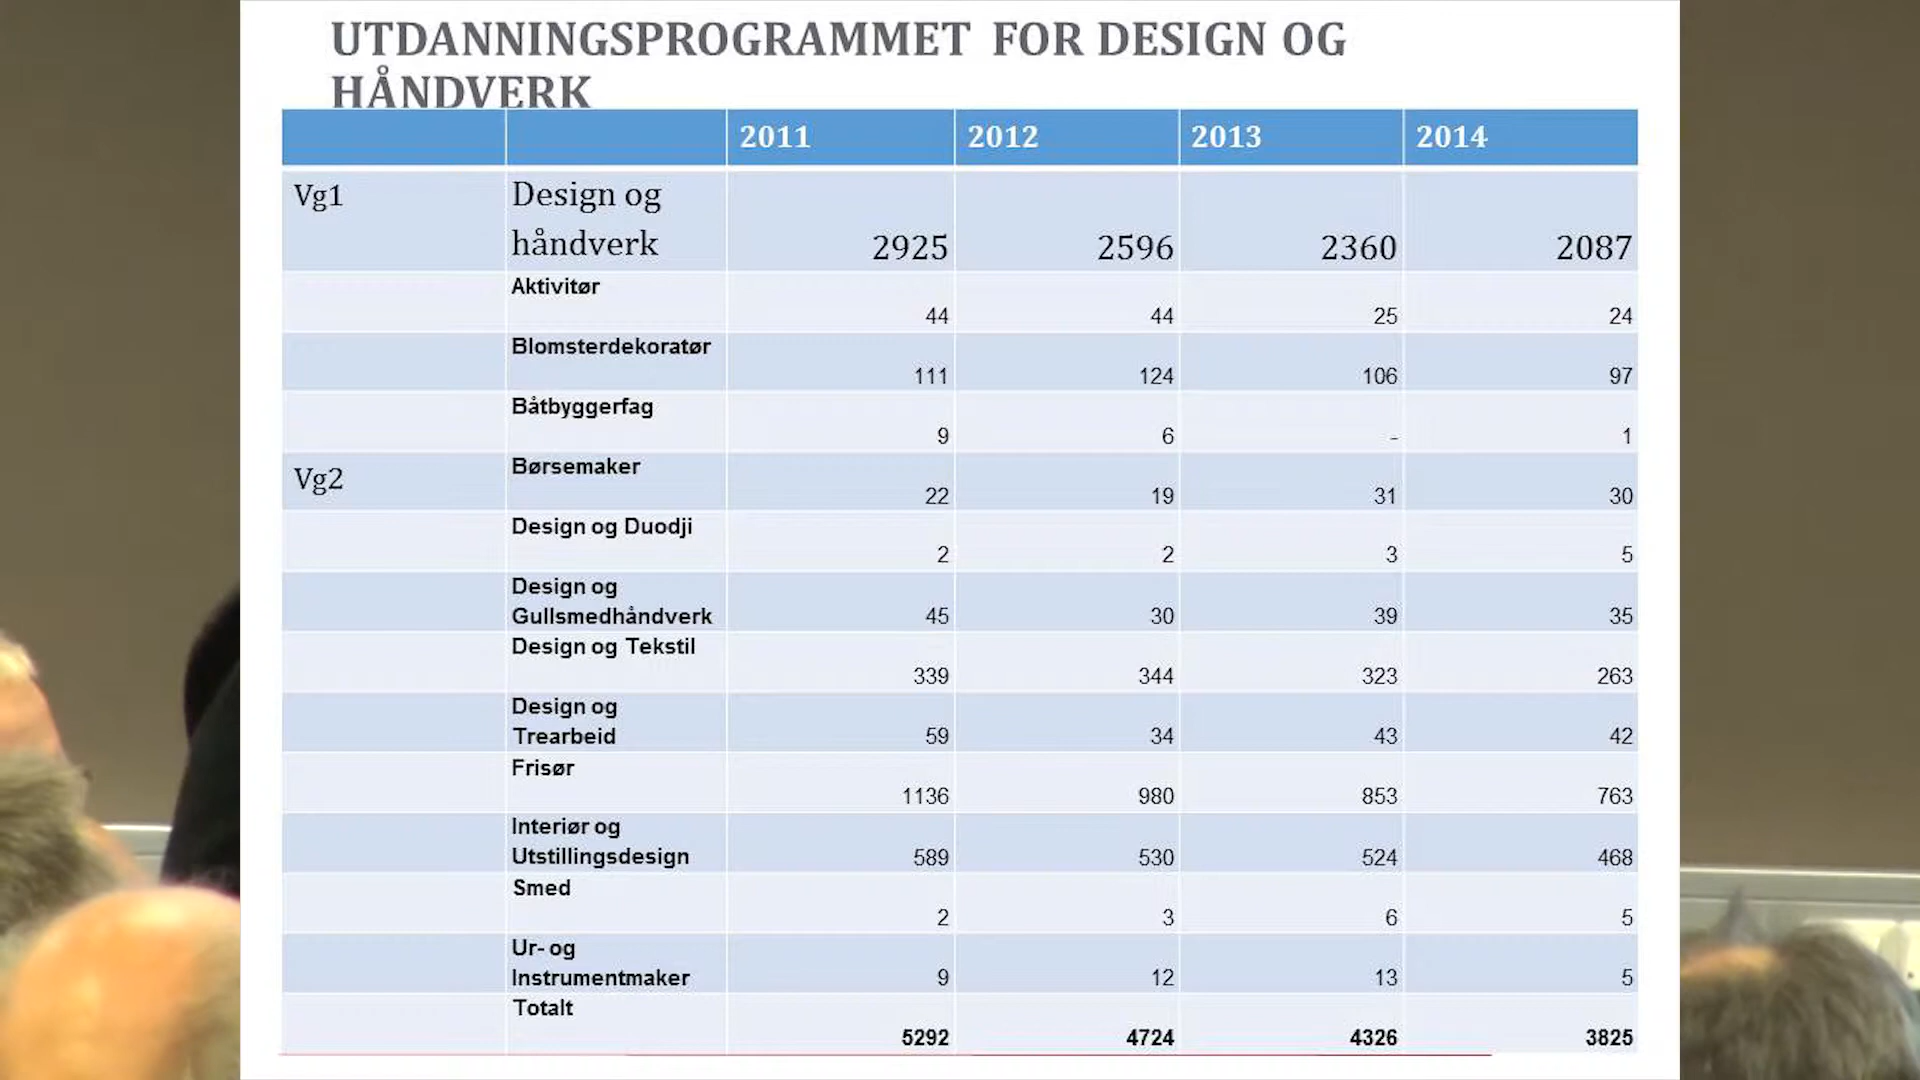 UTDANNINGSPROGRAMMET FOR DESIGN OG
HÅNDVERK
2011 2012 2013 2014
Vg1 Design og
håndverk 2925 2596 2360 2087
Aktivitør
44 44 25 24
Blomsterdekoratør
111 124 106 97
Båtbyggerfag
9 6 - 1
Vg2 Børsemaker
22 19 31 30
Design og Duodji
2 2 3 5
Design og
Gullsmedhåndverk 45 30 39 35
Design og Tekstil
339 344 323 263
Design og
Trearbeid 59 34 43 42
Frisør
1136 980 853 763
Interiør og
Utstillingsdesign 589 530 524 468
Smed
2 3 6 5
Ur- og
Instrumentmaker 9 12 13 5
Totalt
5292 4724 4326 3825